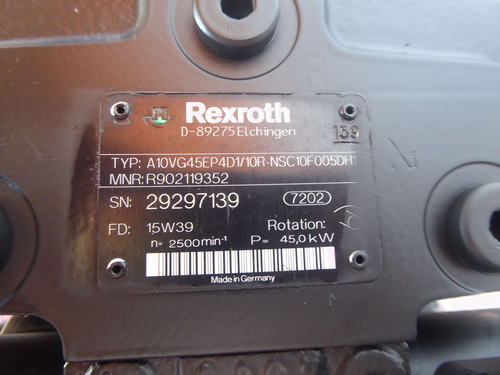 Rexroth
D-89275 Elchingen
159
TYP: A10VG45EP4D1/10R-NSC10F005DH
MNR: R902119352
SN: 29297139 7202
FD: 15W39 Rotation:
n= 2500min⁻¹ P= 45,0kW
Made in Germany